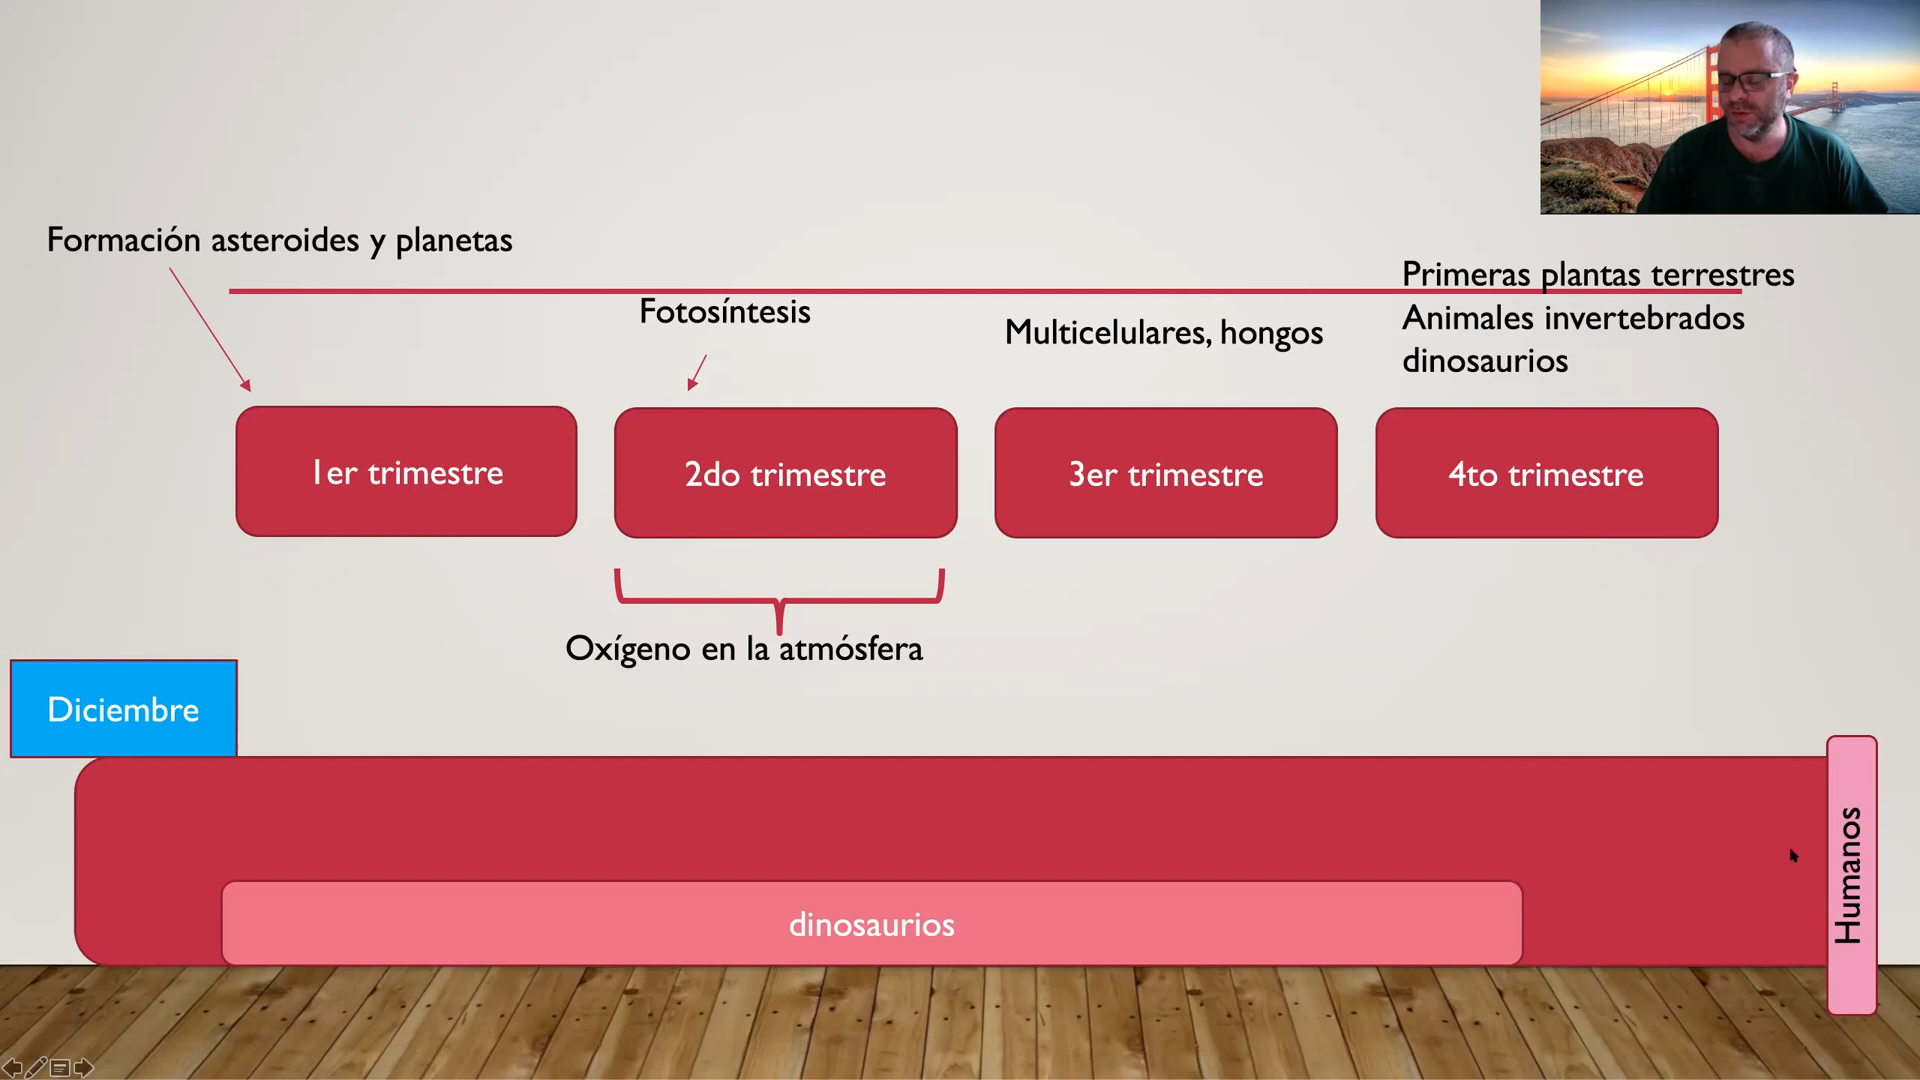 Formación asteroides y planetas
Fotosíntesis
Multicelulares, hongos
Primeras plantas terrestres
Animales invertebrados
dinosaurios
1er trimestre
2do trimestre
3er trimestre
4to trimestre
Oxígeno en la atmósfera
Diciembre
dinosaurios
Humanos